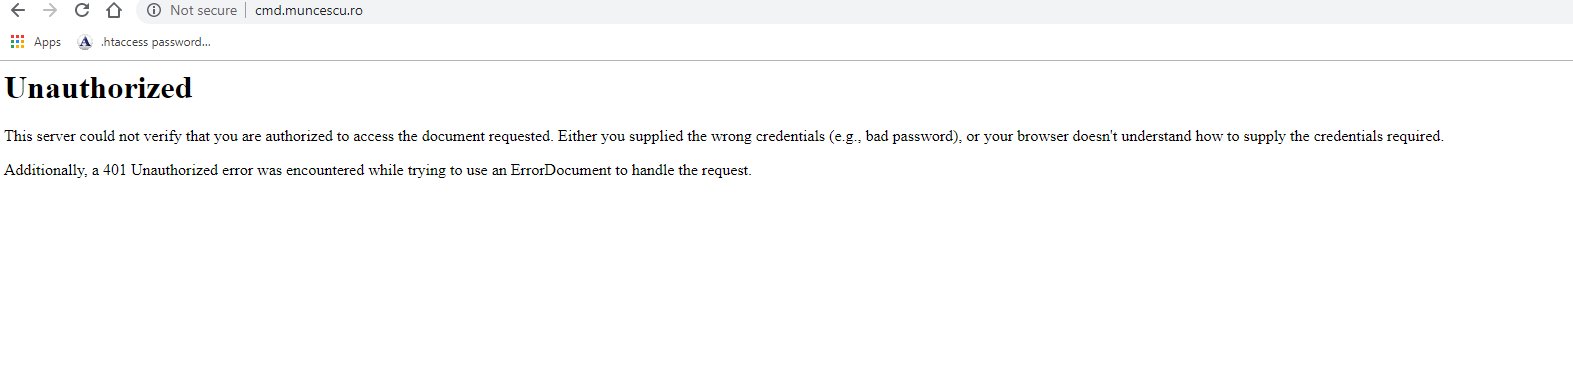 Not secure cmd.muncescu.ro
Apps .htaccess password...
Unauthorized
This server could not verify that you are authorized to access the document requested. Either you supplied the wrong credentials (e.g., bad password), or your browser doesn't understand how to supply the credentials required.
Additionally, a 401 Unauthorized error was encountered while trying to use an ErrorDocument to handle the request.